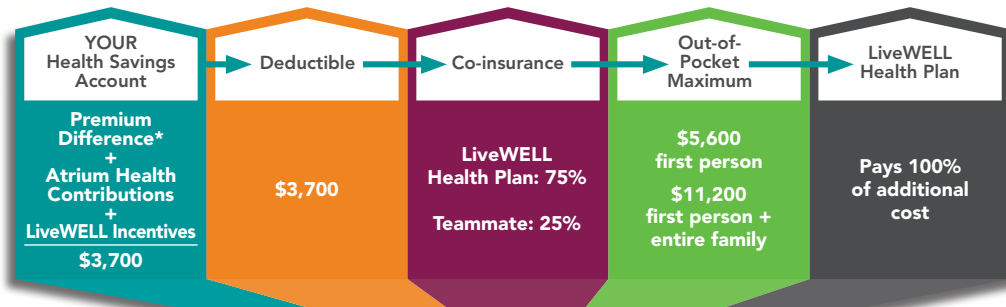 YOUR
Health Savings
Account
Deductible
Co-insurance
Out-of-
Pocket
Maximum
LiveWELL
Health Plan
Premium
Difference*
+
Atrium Health
Contributions
+
LiveWELL Incentives
$3,700
$3,700
LiveWELL
Health Plan: 75%
Teammate: 25%
$5,600
first person
$11,200
first person +
entire family
Pays 100%
of additional
cost